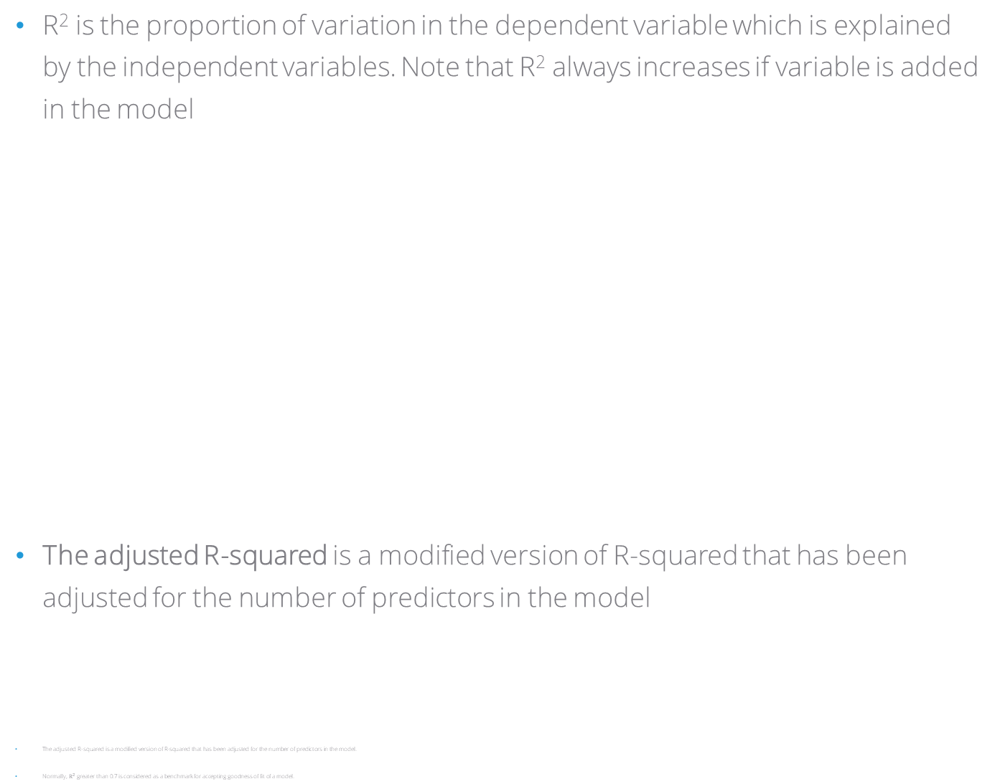 • R² is the proportion of variation in the dependent variable which is explained
by the independent variables. Note that R² always increases if variable is added
in the model
• The adjusted R-squared is a modified version of R-squared that has been
adjusted for the number of predictors in the model
• The adjusted R-squared is a modified version of R-squared that has been adjusted for the number of predictors in the model.
• Normally, R² greater than 0.7 is considered as a benchmark for accepting goodness of fit of a model.